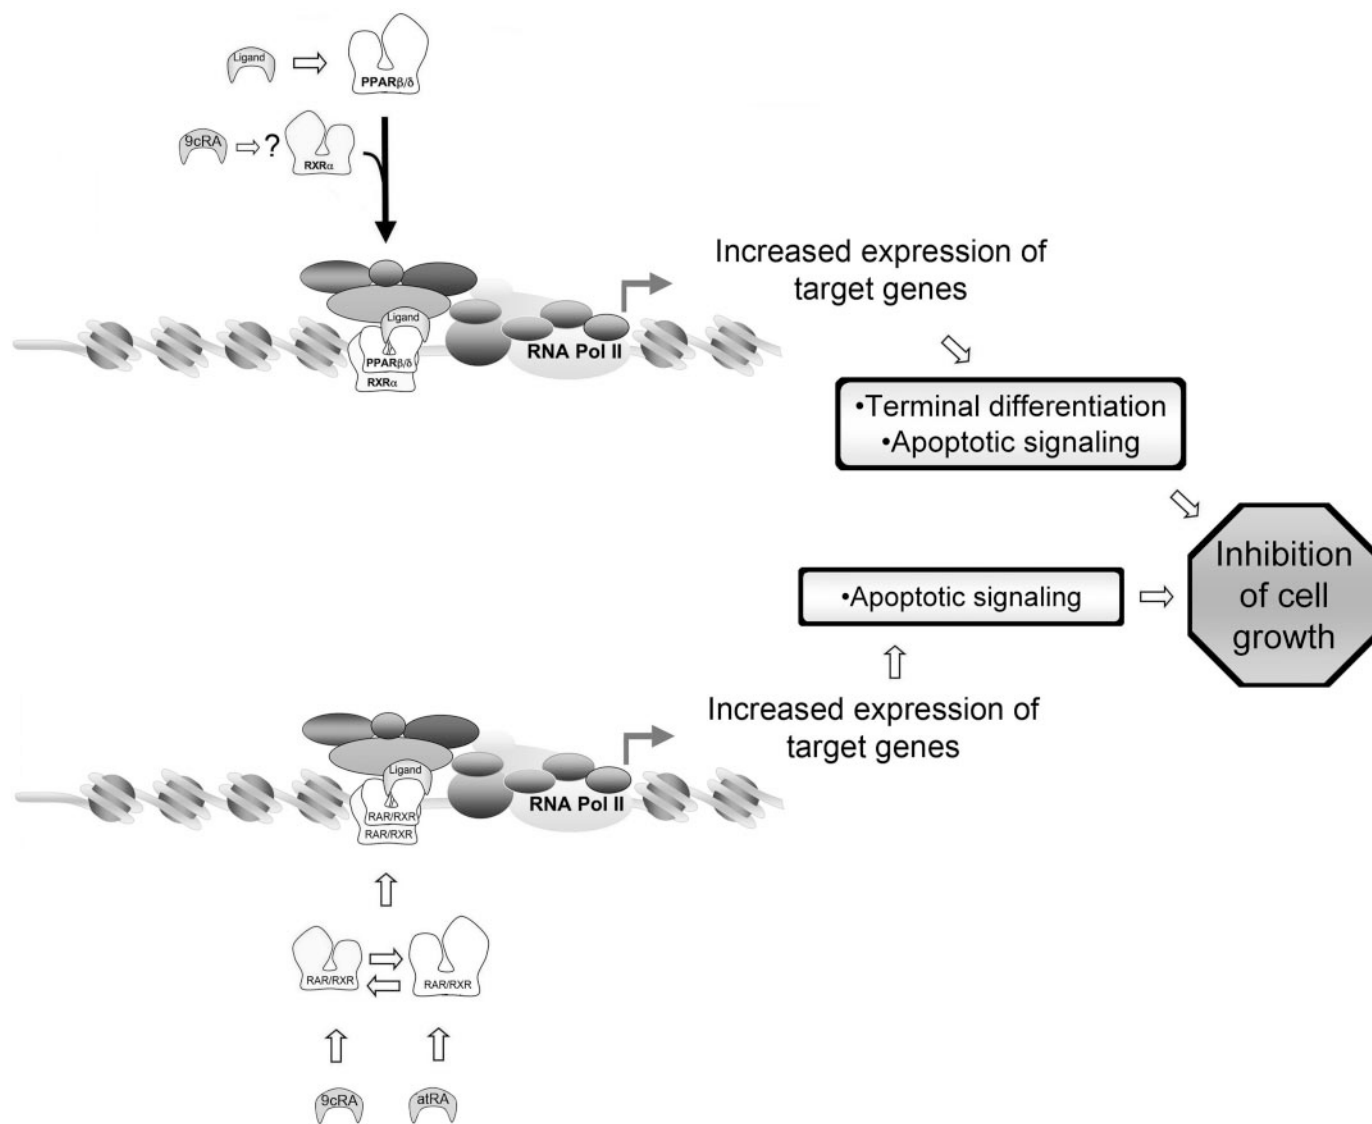 Ligand
PPARβ/δ
9cRA
?
RXRα
Increased expression of
target genes
Ligand
PPARβ/δ
RXRα
RNA Pol II
•Terminal differentiation
•Apoptotic signaling
Inhibition
of cell
growth
•Apoptotic signaling
Increased expression of
target genes
Ligand
RAR/RXR
RAR/RXR
RNA Pol II
RAR/RXR
RAR/RXR
9cRA
atRA